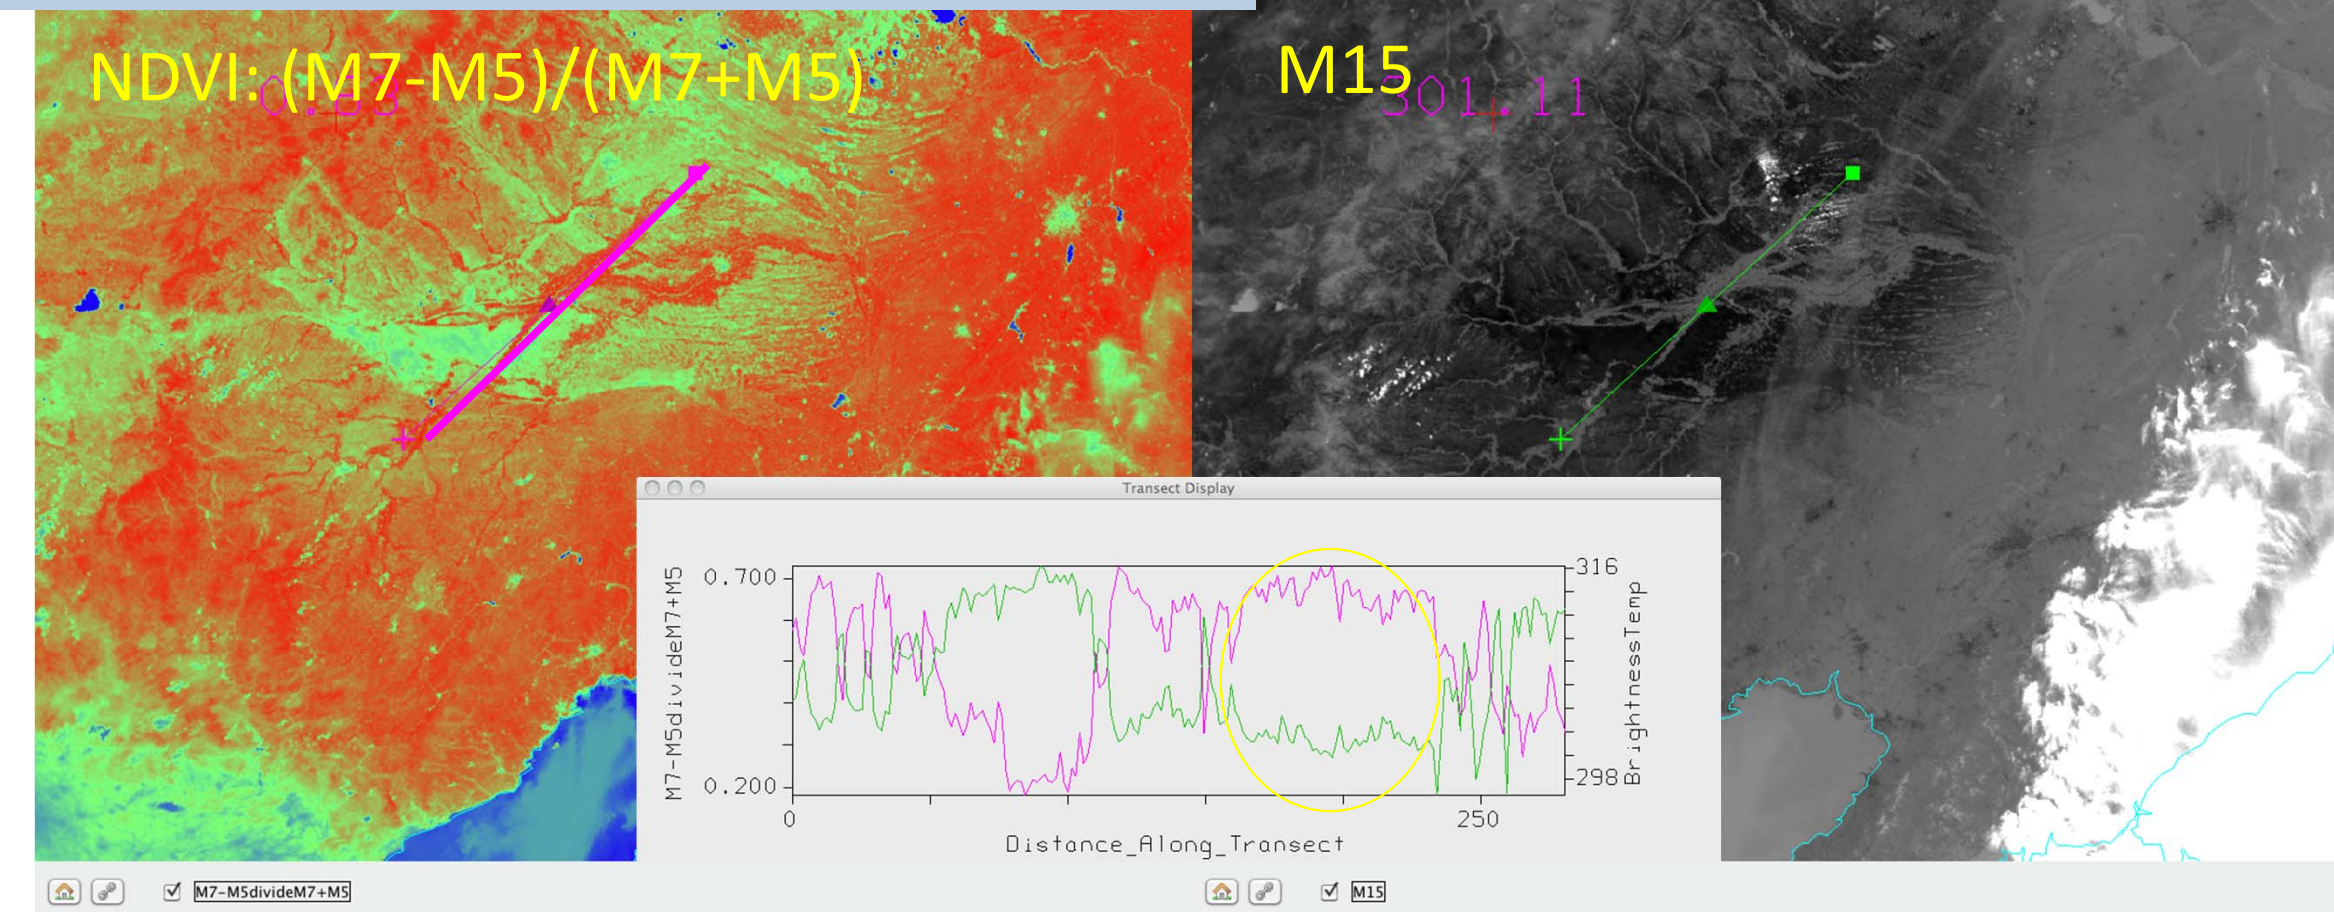 NDVI: (M7-M5)/(M7+M5)
M15
301.11
Transect Display
M7-M5divideM7+M5
0.700
0.200
316
298
BrightnessTemp
0
250
Distance_Along_Transect
M7-M5divideM7+M5
M15